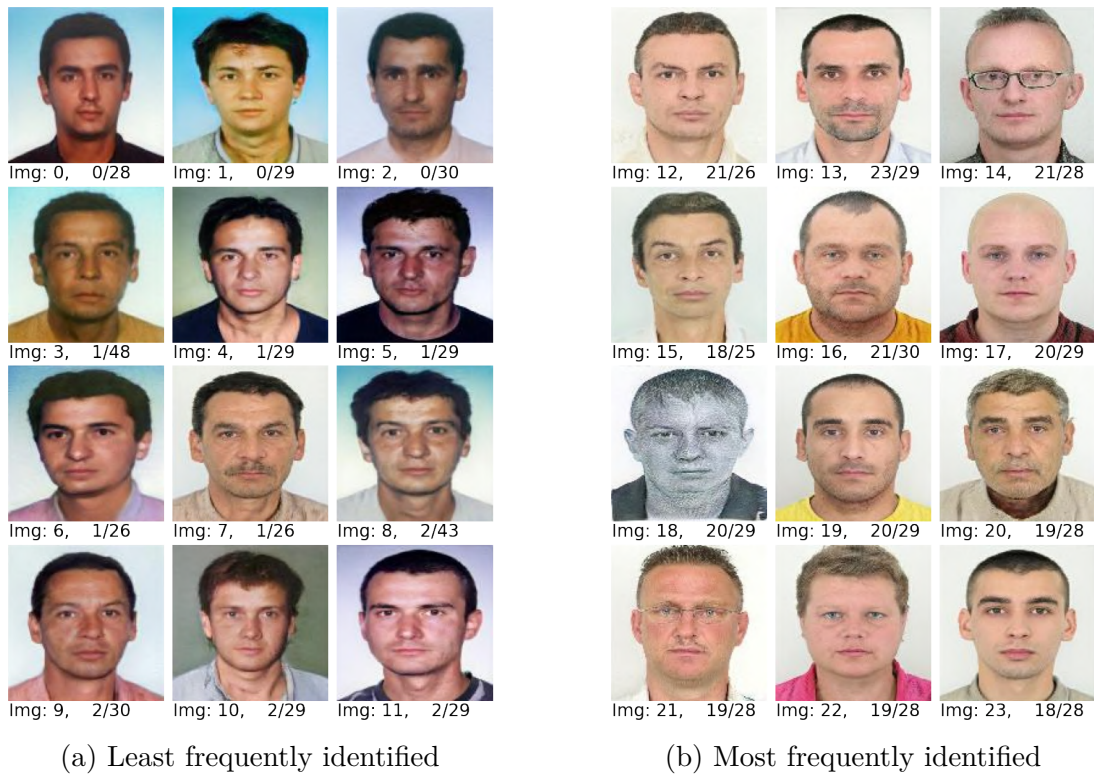 Img: 0, 0/28
Img: 1, 0/29
Img: 2, 0/30
Img: 3, 1/48
Img: 4, 1/29
Img: 5, 1/29
Img: 6, 1/26
Img: 7, 1/26
Img: 8, 2/43
Img: 9, 2/30
Img: 10, 2/29
Img: 11, 2/29
(a) Least frequently identified
Img: 12, 21/26
Img: 13, 23/29
Img: 14, 21/28
Img: 15, 18/25
Img: 16, 21/30
Img: 17, 20/29
Img: 18, 20/29
Img: 19, 20/29
Img: 20, 19/28
Img: 21, 19/28
Img: 22, 19/28
Img: 23, 18/28
(b) Most frequently identified